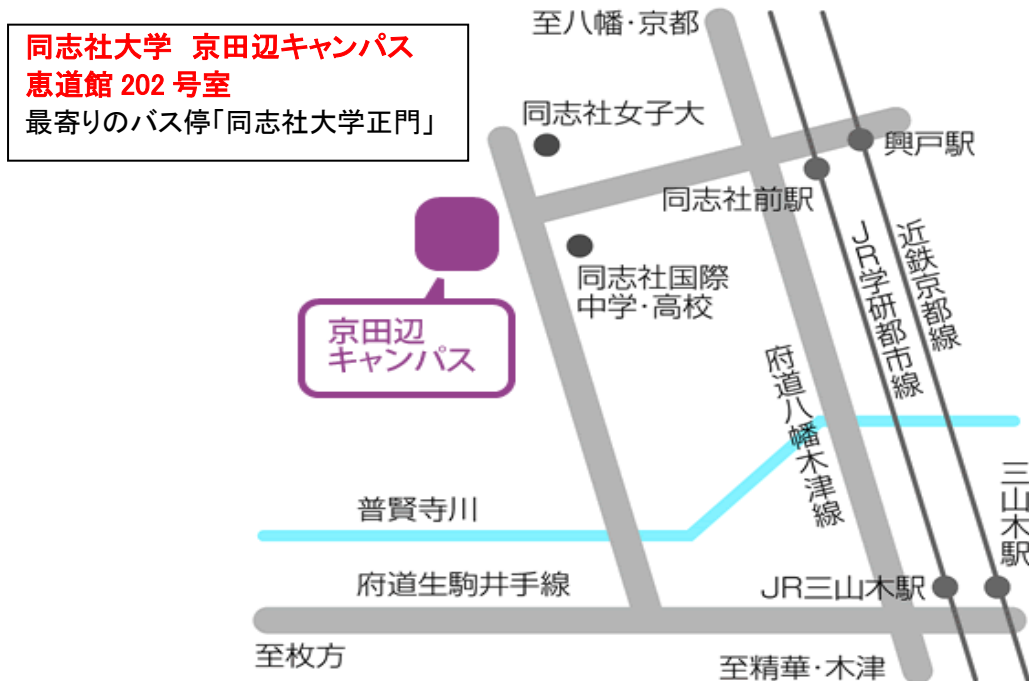 同志社大学 京田辺キャンパス
恵道館 202 号室
最寄りのバス停「同志社大学正門」
至八幡・京都
同志社女子大
興戸駅
同志社前駅
同志社国際
中学・高校
京田辺
キャンパス
近鉄京都線
JR学研都市線
府道八幡木津線
三山木駅
普賢寺川
府道生駒井手線
JR三山木駅
至枚方
至精華・木津